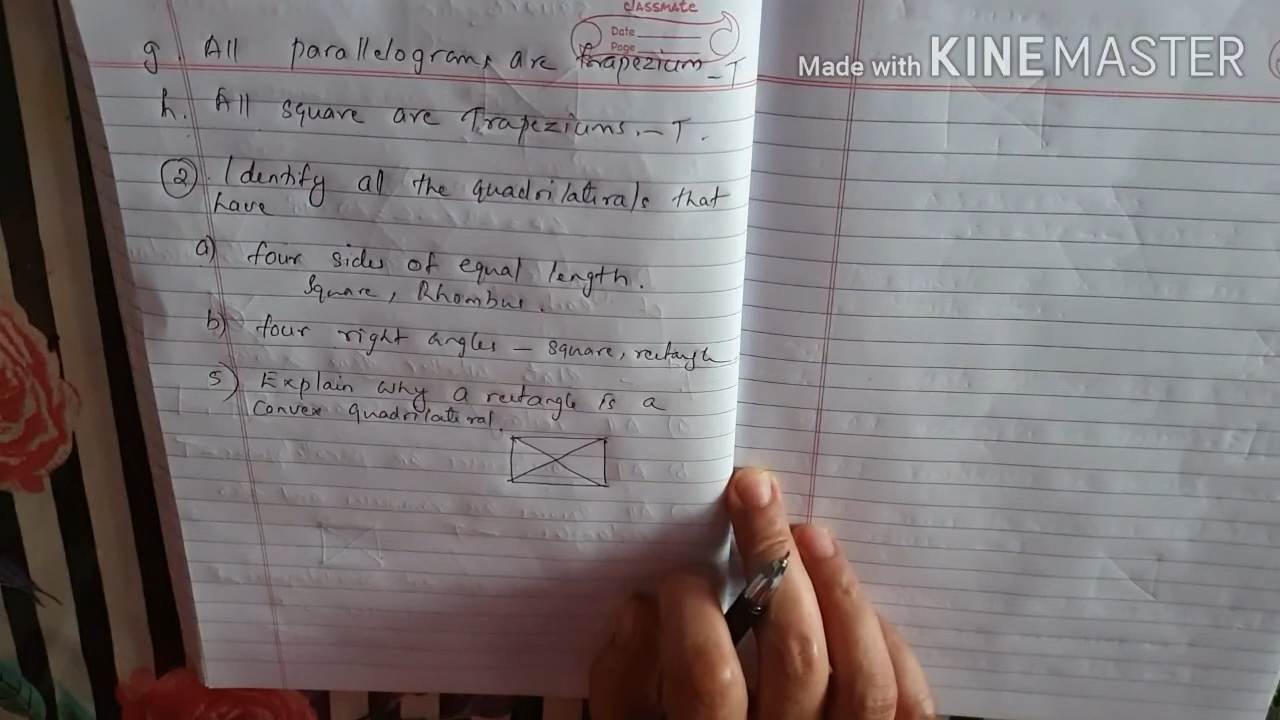 classmate
Date
Page
Made with KINEMASTER
g. All parallelograms are Trapezium - T
h. All square are Trapeziums. - T.
② Identify al the quadrilaterals that
have
a) four sides of equal length.
Square, Rhombus.
b) four right angles - square, rectangle
5) Explain why a rectangle is a
Convex quadrilateral.